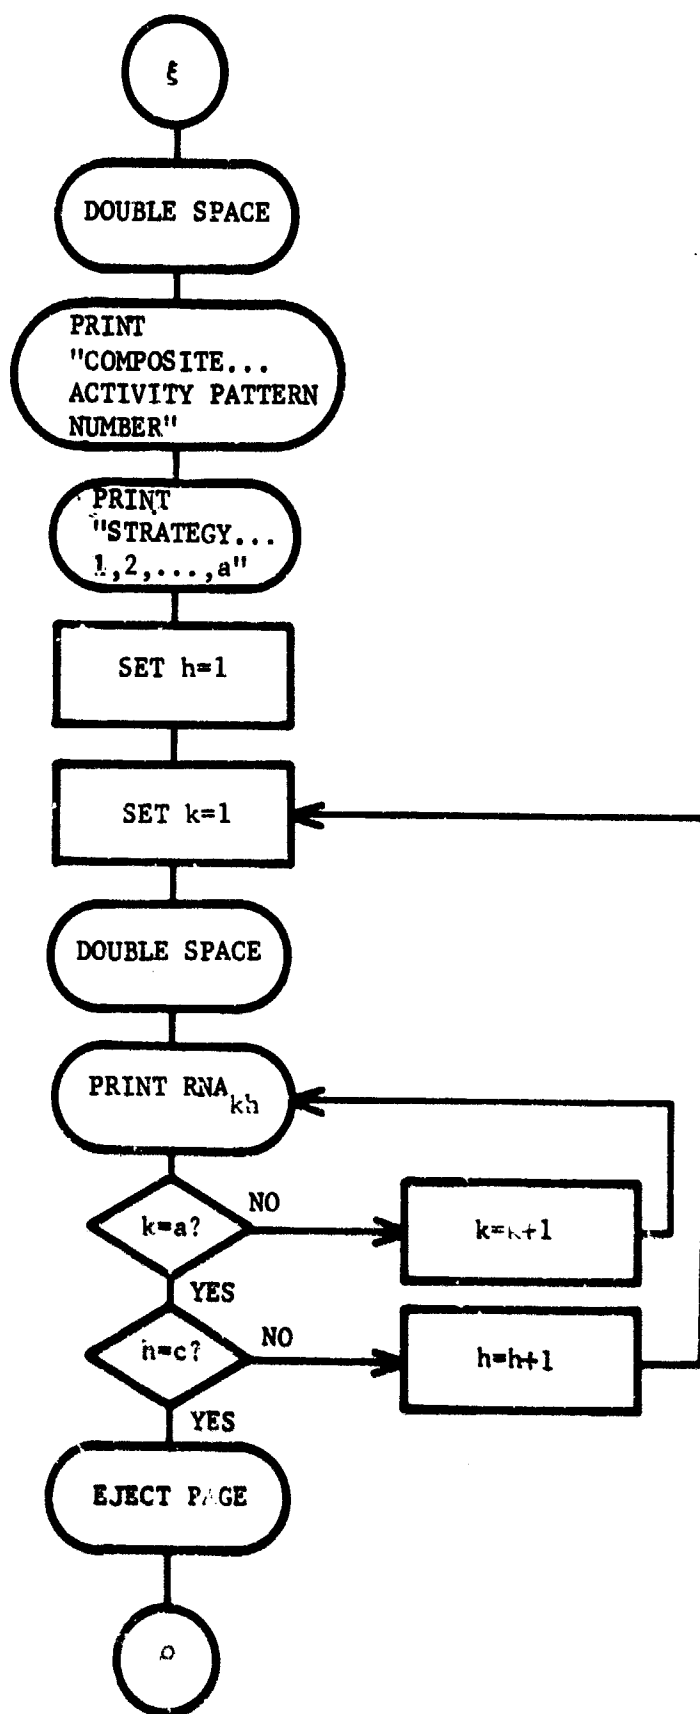 ξ
DOUBLE SPACE
PRINT
"COMPOSITE...
ACTIVITY PATTERN
NUMBER"
PRINT
"STRATEGY...
1,2,...,a"
SET h=1
SET k=1
DOUBLE SPACE
PRINT RNAkh
k=a?
NO
k=k+1
YES
h=c?
NO
h=h+1
YES
EJECT PAGE